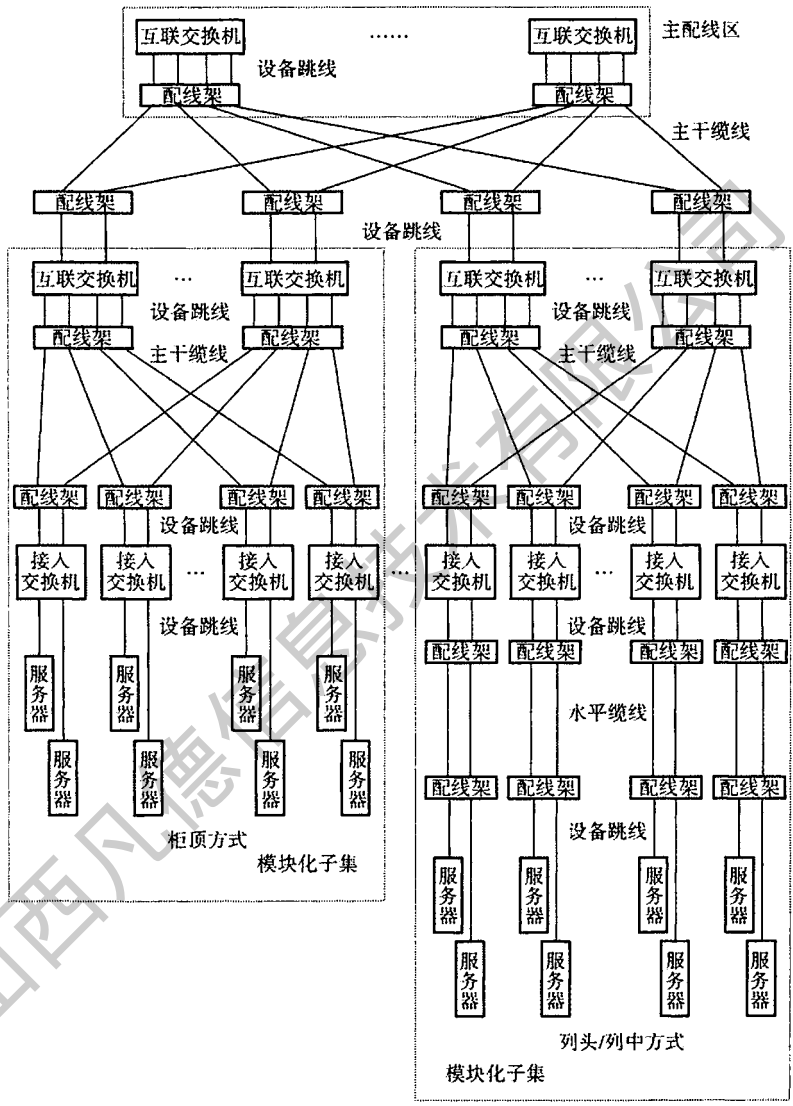 互联交换机 …… 互联交换机 主配线区
设备跳线
配线架 配线架
主干缆线
配线架 配线架 配线架 配线架
设备跳线
互联交换机 … 互联交换机 互联交换机 … 互联交换机
设备跳线 设备跳线
配线架 配线架 配线架 配线架
主干缆线 主干缆线
配线架 配线架 配线架 配线架 配线架 配线架 配线架 配线架
设备跳线 设备跳线
接入交换机 接入交换机 … 接入交换机 接入交换机 … 接入交换机 接入交换机 … 接入交换机 接入交换机
设备跳线 设备跳线
配线架 配线架 配线架 配线架
服务器 服务器 服务器 服务器
水平缆线
服务器 服务器 服务器 服务器
配线架 配线架 配线架 配线架
柜顶方式
设备跳线
模块化子集
服务器 服务器 服务器 服务器
服务器 服务器 服务器 服务器
列头/列中方式
模块化子集
山西凡德信息技术有限公司